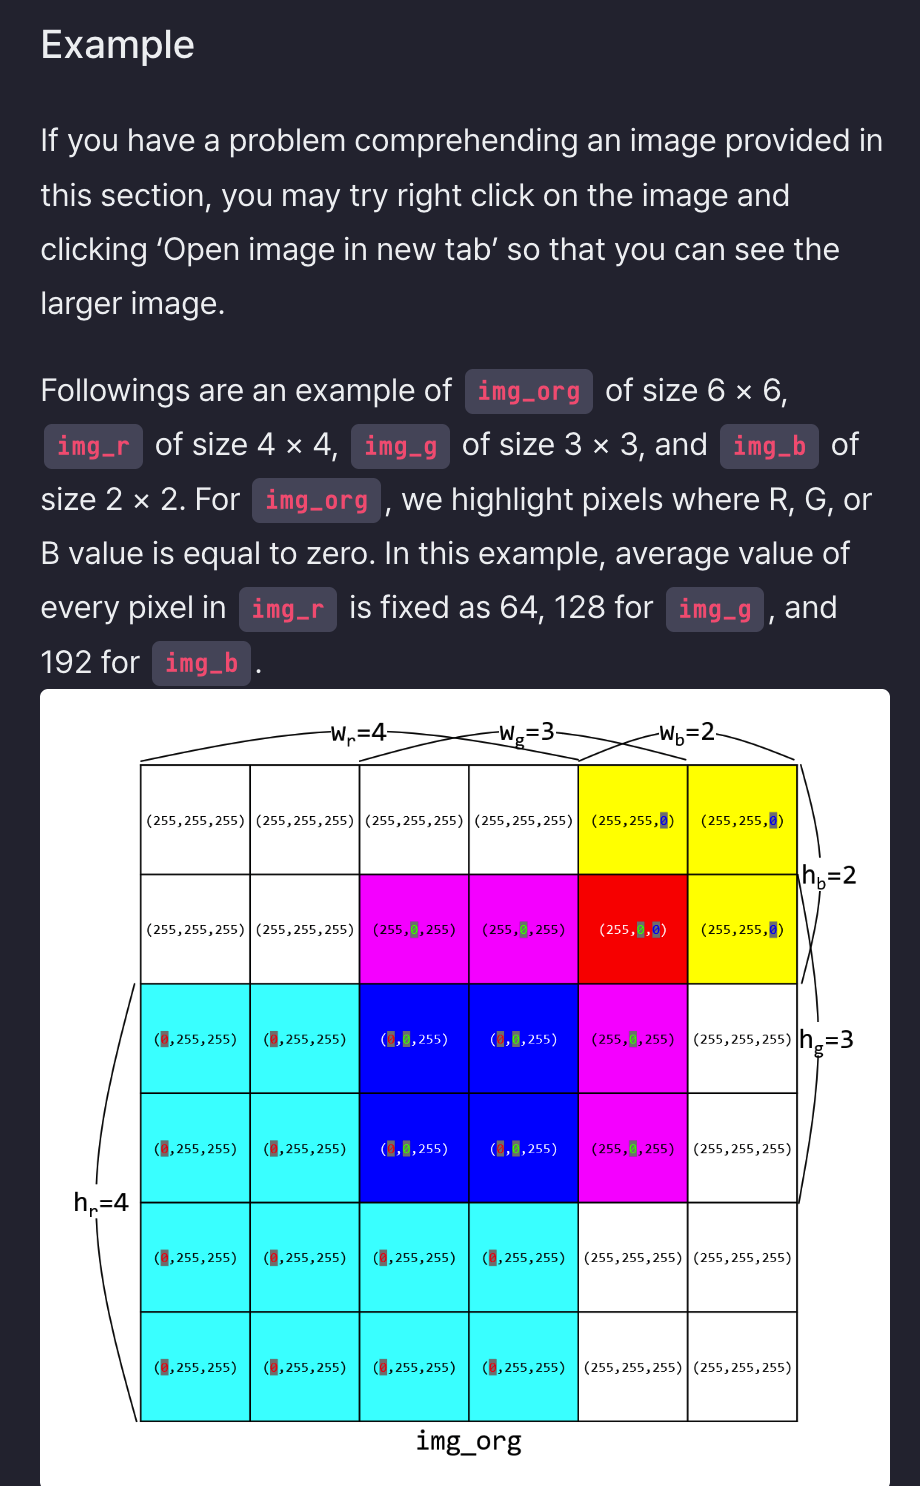 Example
If you have a problem comprehending an image provided in
this section, you may try right click on the image and
clicking ‘Open image in new tab’ so that you can see the
larger image.
Followings are an example of img_org of size 6 × 6,
img_r of size 4 × 4, img_g of size 3 × 3, and img_b of
size 2 × 2. For img_org, we highlight pixels where R, G, or
B value is equal to zero. In this example, average value of
every pixel in img_r is fixed as 64, 128 for img_g, and
192 for img_b.
wr=4 wg=3 wb=2
(255,255,255) (255,255,255) (255,255,255) (255,255,255) (255,255,0) (255,255,0)
hb=2
(255,255,255) (255,255,255) (255,0,255) (255,0,255) (255,0,0) (255,255,0)
(0,255,255) (0,255,255) (0,0,255) (0,0,255) (255,0,255) (255,255,255) hg=3
(0,255,255) (0,255,255) (0,0,255) (0,0,255) (255,0,255) (255,255,255)
hr=4
(0,255,255) (0,255,255) (0,255,255) (0,255,255) (255,255,255) (255,255,255)
(0,255,255) (0,255,255) (0,255,255) (0,255,255) (255,255,255) (255,255,255)
img_org